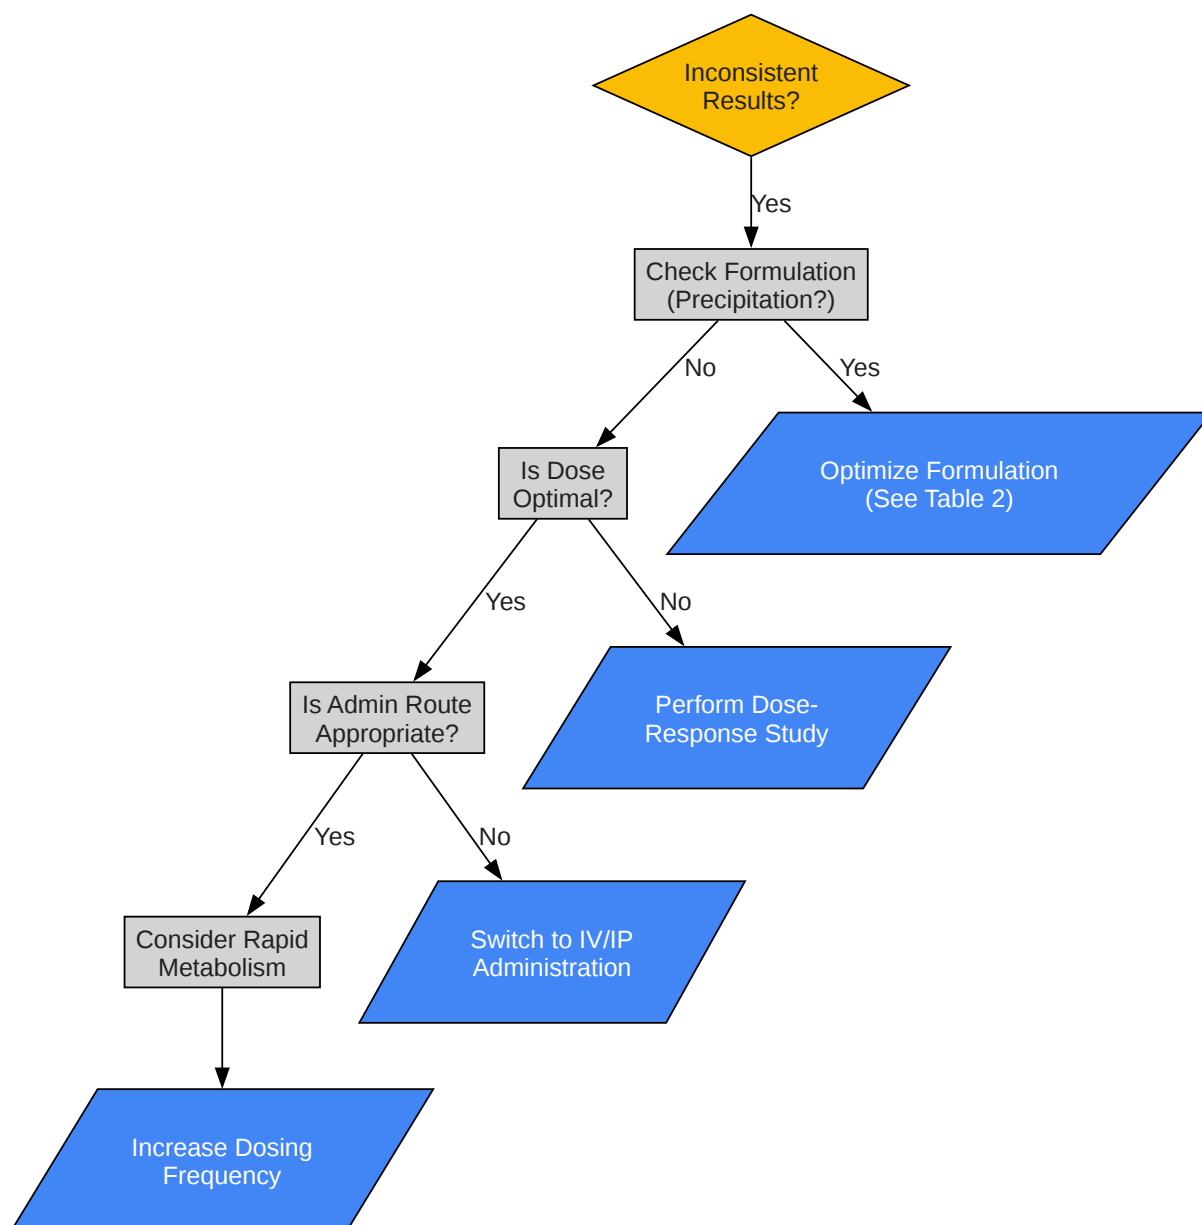 Inconsistent
Results?
Yes
Check Formulation
(Precipitation?)
No
Yes
Is Dose
Optimal?
Optimize Formulation
(See Table 2)
Yes
No
Is Admin Route
Appropriate?
Perform Dose-
Response Study
Yes
No
Consider Rapid
Metabolism
Switch to IV/IP
Administration
Increase Dosing
Frequency